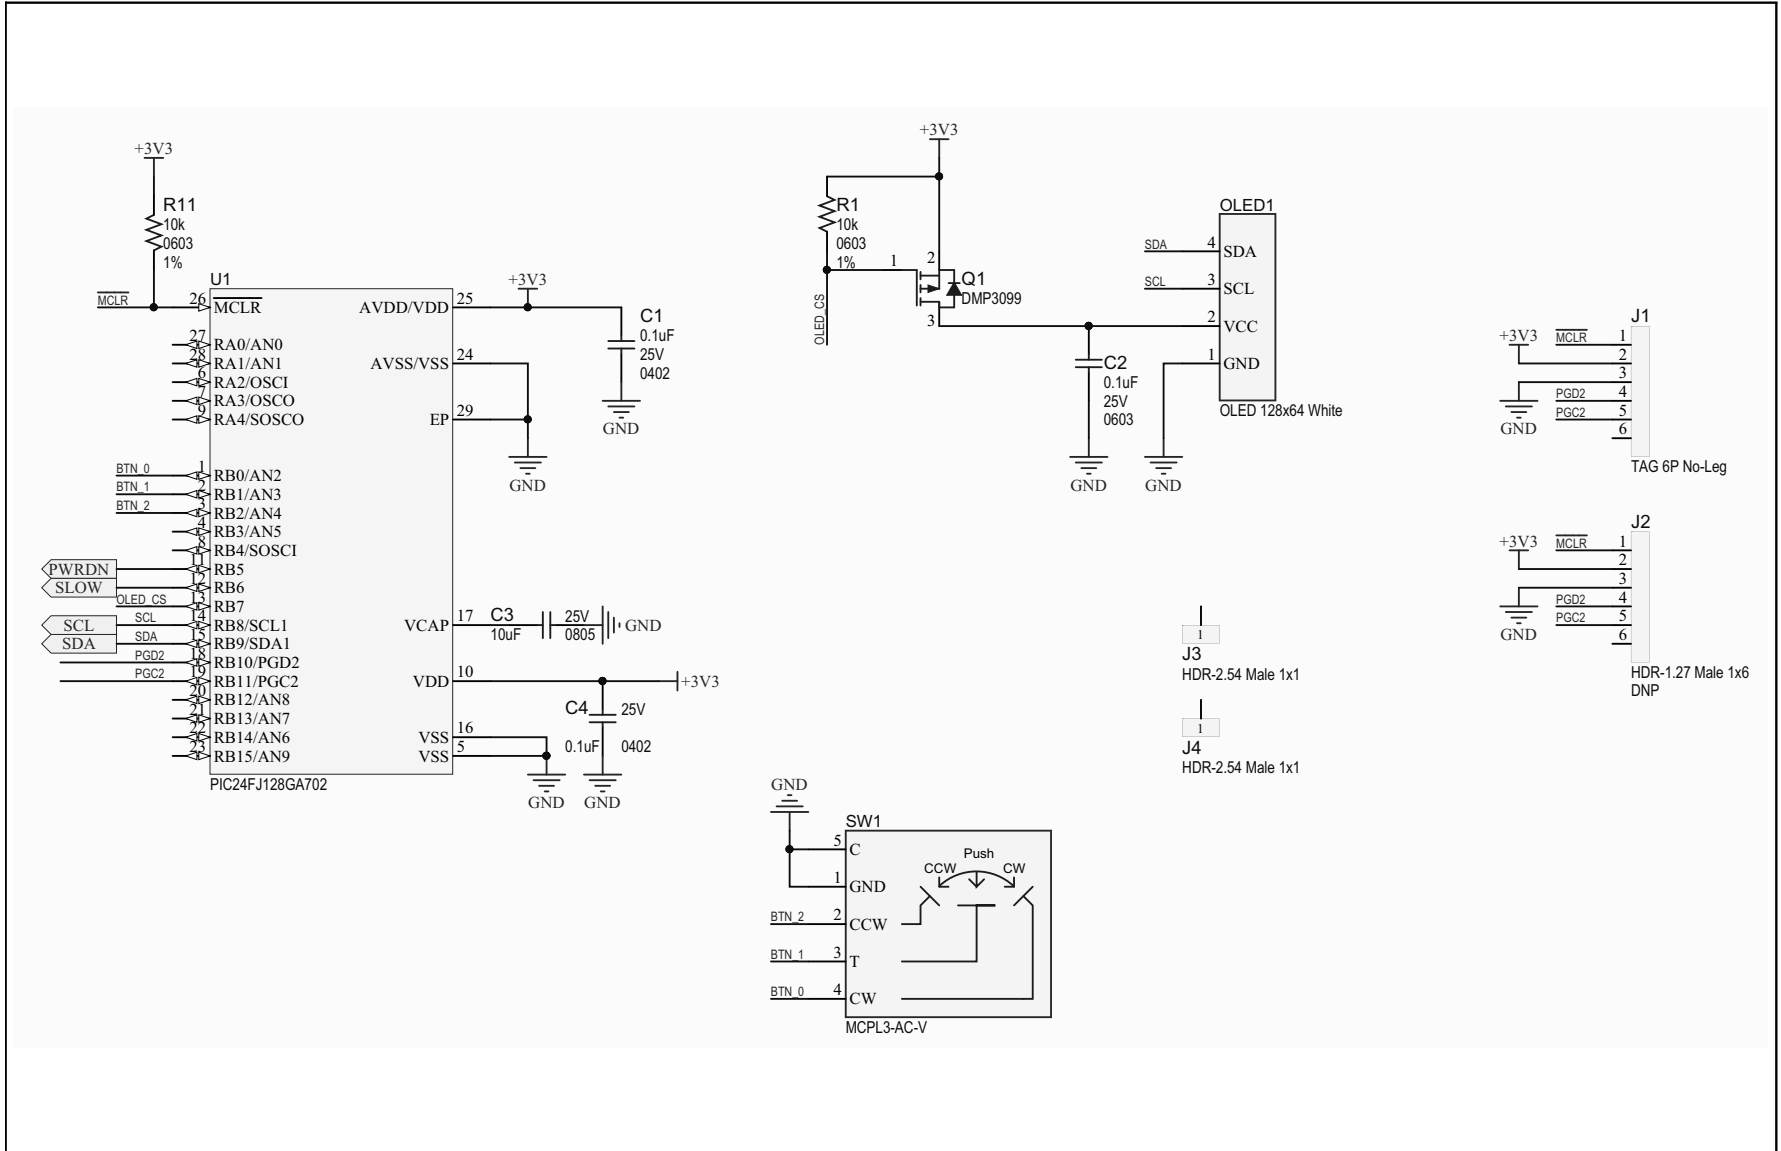 +3V3
R11
10k
0603
1%
MCLR
U1
26 MCLR
27 RA0/AN0
28 RA1/AN1
6 RA2/OSCI
7 RA3/OSCO
9 RA4/SOSCO
BTN_0 1 RB0/AN2
BTN_1 2 RB1/AN3
BTN_2 3 RB2/AN4
4 RB3/AN5
8 RB4/SOSCI
PWRDN 11 RB5
SLOW 12 RB6
OLED_CS 13 RB7
SCL SCL 14 RB8/SCL1
SDA SDA 15 RB9/SDA1
PGD2 18 RB10/PGD2
PGC2 19 RB11/PGC2
20 RB12/AN8
21 RB13/AN7
22 RB14/AN6
23 RB15/AN9
PIC24FJ128GA702
AVDD/VDD 25
+3V3
C1
0.1uF
25V
0402
GND
AVSS/VSS 24
EP 29
GND
VCAP 17
C3
10uF
25V
0805
GND
VDD 10
+3V3
C4
25V
0.1uF
0402
VSS 16
VSS 5
GND
GND
+3V3
R1
10k
0603
1%
OLED_CS
1
2
3
Q1
DMP3099
C2
0.1uF
25V
0603
GND
GND
OLED1
SDA 4 SDA
SCL 3 SCL
2 VCC
1 GND
OLED 128x64 White
GND
SW1
5 C
1 GND
BTN_2 2 CCW
BTN_1 3 T
BTN_0 4 CW
Push
CCW
CW
MCPL3-AC-V
1
J3
HDR-2.54 Male 1x1
1
J4
HDR-2.54 Male 1x1
J1
+3V3
MCLR 1
2
3
PGD2 4
PGC2 5
6
GND
TAG 6P No-Leg
J2
+3V3
MCLR 1
2
3
PGD2 4
PGC2 5
6
GND
HDR-1.27 Male 1x6
DNP